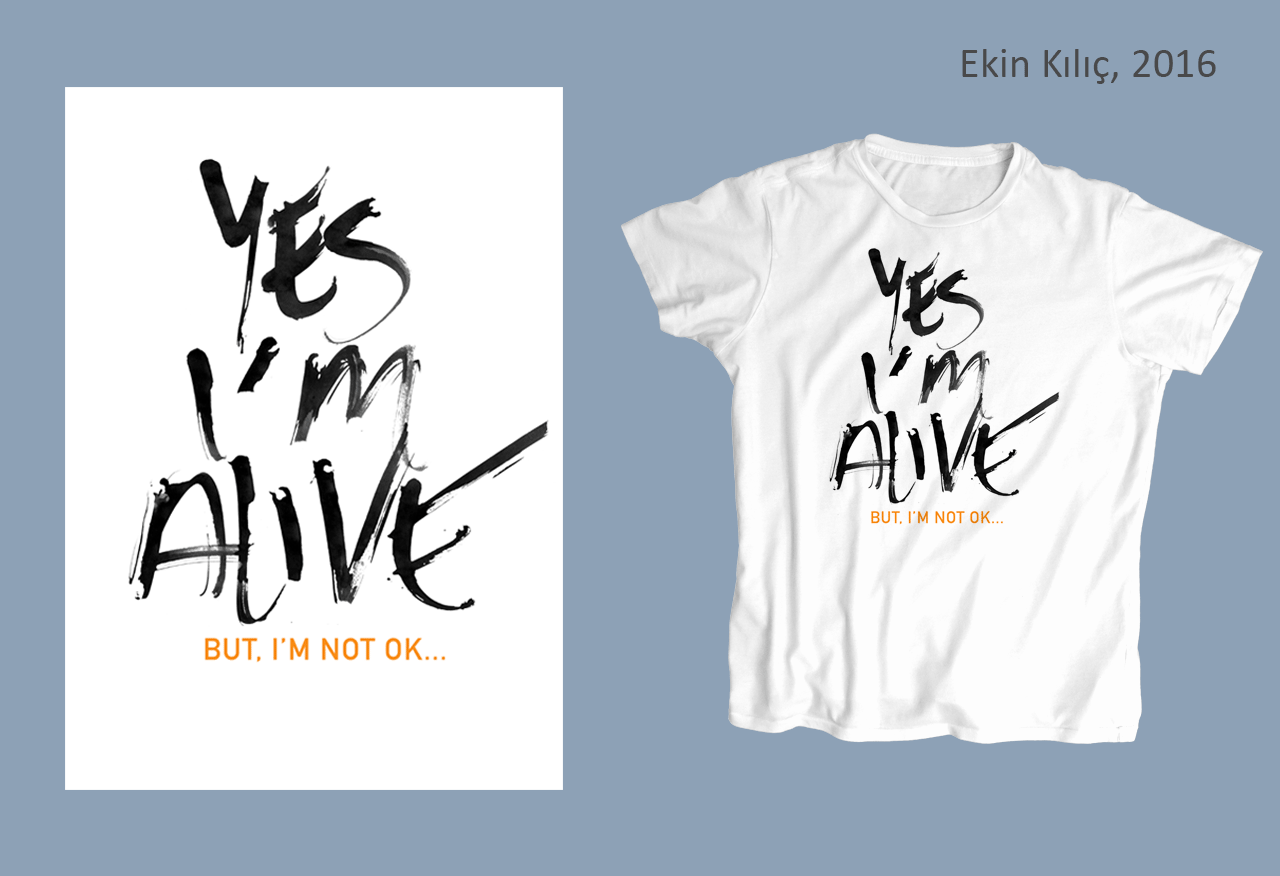 Ekin Kılıç, 2016
YES
I'M
ALIVE
BUT, I'M NOT OK...
YES
I'M
ALIVE
BUT, I'M NOT OK...